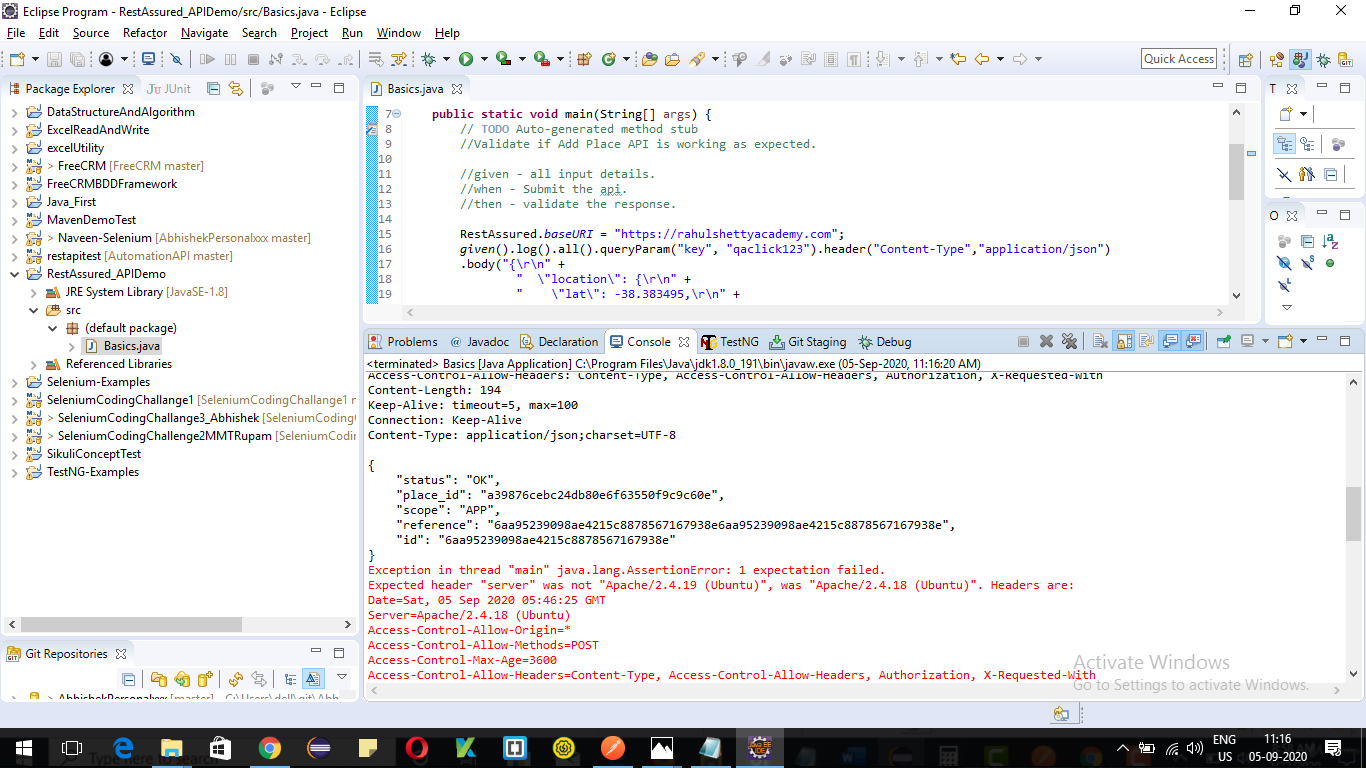 Eclipse Program - RestAssured_APIDemo/src/Basics.java - Eclipse
File Edit Source Refactor Navigate Search Project Run Window Help
Quick Access
Package Explorer JUnit
DataStructureAndAlgorithm
ExcelReadAndWrite
excelUtility
> FreeCRM [FreeCRM master]
FreeCRMBDDFramework
Java_First
MavenDemoTest
> Naveen-Selenium [AbhishekPersonalxxx master]
restapitest [AutomationAPI master]
RestAssured_APIDemo
JRE System Library [JavaSE-1.8]
src
(default package)
Basics.java
Referenced Libraries
Selenium-Examples
SeleniumCodingChallange1 [SeleniumCodingChallange1 r
> SeleniumCodingChallange3_Abhishek [SeleniumCoding
> SeleniumCodingChallenge2MMTRupam [SeleniumCodin
SikuliConceptTest
TestNG-Examples
Git Repositories
AbhishekPersonalxxx [master] - C:\Users\dell\git\Abh
Basics.java
7 public static void main(String[] args) {
8 // TODO Auto-generated method stub
9 //Validate if Add Place API is working as expected.
10
11 //given - all input details.
12 //when - Submit the api.
13 //then - validate the response.
14
15 RestAssured.baseURI = "https://rahulshettyacademy.com";
16 given().log().all().queryParam("key", "qaclick123").header("Content-Type","application/json")
17 .body("{\r\n" +
18 "  \"location\": {\r\n" +
19 "    \"lat\": -38.383495,\r\n" +
T
O
Problems @ Javadoc Declaration Console TestNG Git Staging Debug
<terminated> Basics [Java Application] C:\Program Files\Java\jdk1.8.0_191\bin\javaw.exe (05-Sep-2020, 11:16:20 AM)
Access-Control-Allow-Headers: Content-Type, Access-Control-Allow-Headers, Authorization, X-Requested-With
Content-Length: 194
Keep-Alive: timeout=5, max=100
Connection: Keep-Alive
Content-Type: application/json;charset=UTF-8
{
"status": "OK",
"place_id": "a39876cebc24db80e6f63550f9c9c60e",
"scope": "APP",
"reference": "6aa95239098ae4215c8878567167938e6aa95239098ae4215c8878567167938e",
"id": "6aa95239098ae4215c8878567167938e"
}
Exception in thread "main" java.lang.AssertionError: 1 expectation failed.
Expected header "server" was not "Apache/2.4.19 (Ubuntu)", was "Apache/2.4.18 (Ubuntu)". Headers are:
Date=Sat, 05 Sep 2020 05:46:25 GMT
Server=Apache/2.4.18 (Ubuntu)
Access-Control-Allow-Origin=*
Access-Control-Allow-Methods=POST
Access-Control-Max-Age=3600
Access-Control-Allow-Headers=Content-Type, Access-Control-Allow-Headers, Authorization, X-Requested-With
Activate Windows
Go to Settings to activate Windows.
Type here to search
ENG
US
11:16
05-09-2020